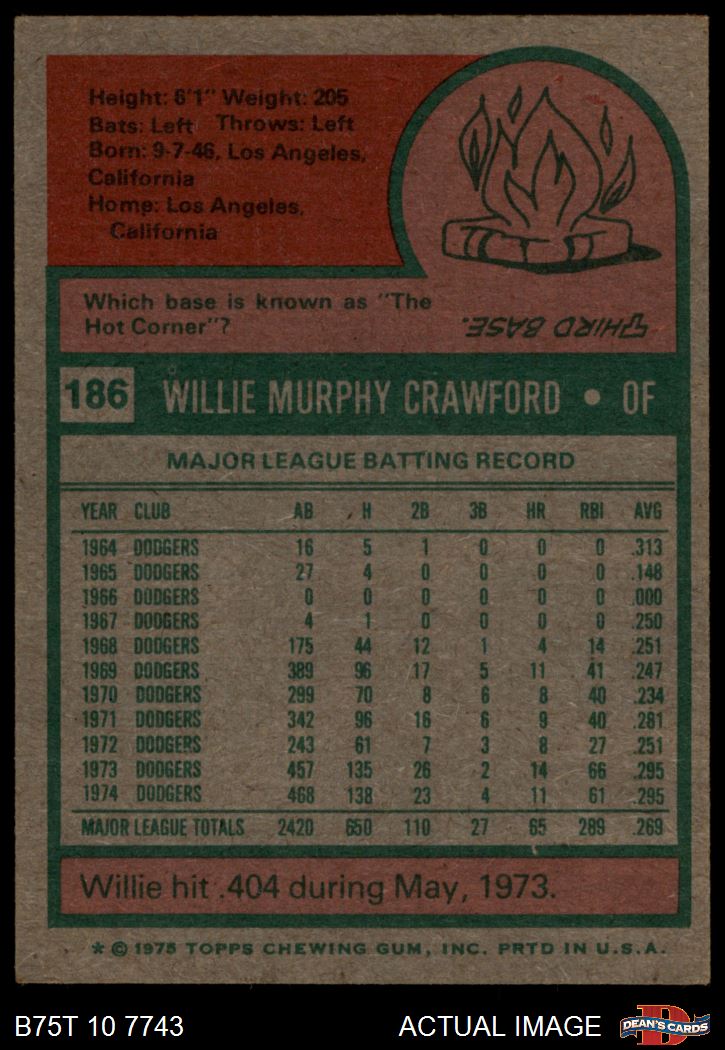 Height: 6'1" Weight: 205
Bats: Left Throws: Left
Born: 9-7-46, Los Angeles,
California
Home: Los Angeles,
California
Which base is known as "The
Hot Corner"?
THIRD BASE.
186 WILLIE MURPHY CRAWFORD • OF
MAJOR LEAGUE BATTING RECORD
YEAR CLUB AB H 2B 3B HR RBI AVG
1964 DODGERS 16 5 1 0 0 0 .313
1965 DODGERS 27 4 0 0 0 0 .148
1966 DODGERS 0 0 0 0 0 0 .000
1967 DODGERS 4 1 0 0 0 0 .250
1968 DODGERS 175 44 12 1 4 14 .251
1969 DODGERS 389 96 17 5 11 41 .247
1970 DODGERS 299 70 8 6 8 40 .234
1971 DODGERS 342 96 16 6 9 40 .281
1972 DODGERS 243 61 7 3 8 27 .251
1973 DODGERS 457 135 26 2 14 66 .295
1974 DODGERS 468 138 23 4 11 61 .295
MAJOR LEAGUE TOTALS 2420 650 110 27 65 289 .269
Willie hit .404 during May, 1973.
* © 1975 TOPPS CHEWING GUM, INC. PRTD IN U.S.A.
B75T 10 7743 ACTUAL IMAGE D DEAN'S CARDS